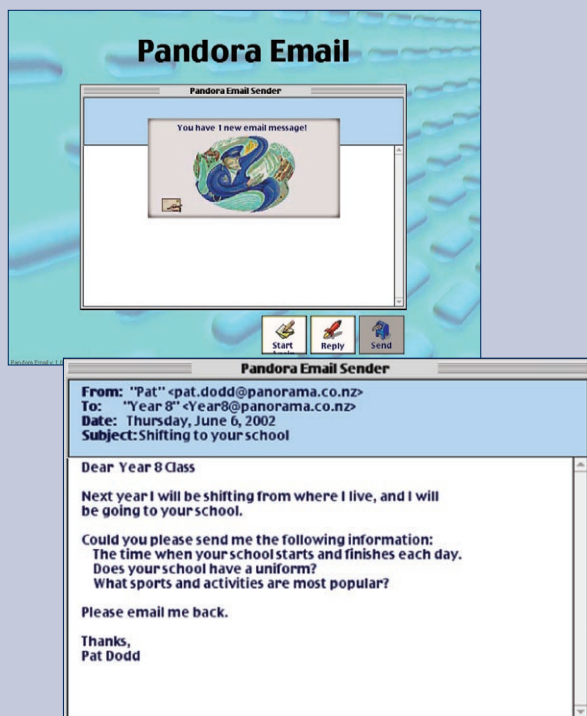 Pandora Email
Pandora Email Sender
You have 1 new email message!
Start
Reply
Send
Pandora Email
Pandora Email Sender
From: "Pat" <pat.dodd@panorama.co.nz>
To: "Year 8" <Year8@panorama.co.nz>
Date: Thursday, June 6, 2002
Subject: Shifting to your school
Dear Year 8 Class
Next year I will be shifting from where I live, and I will
be going to your school.
Could you please send me the following information:
The time when your school starts and finishes each day.
Does your school have a uniform?
What sports and activities are most popular?
Please email me back.
Thanks,
Pat Dodd